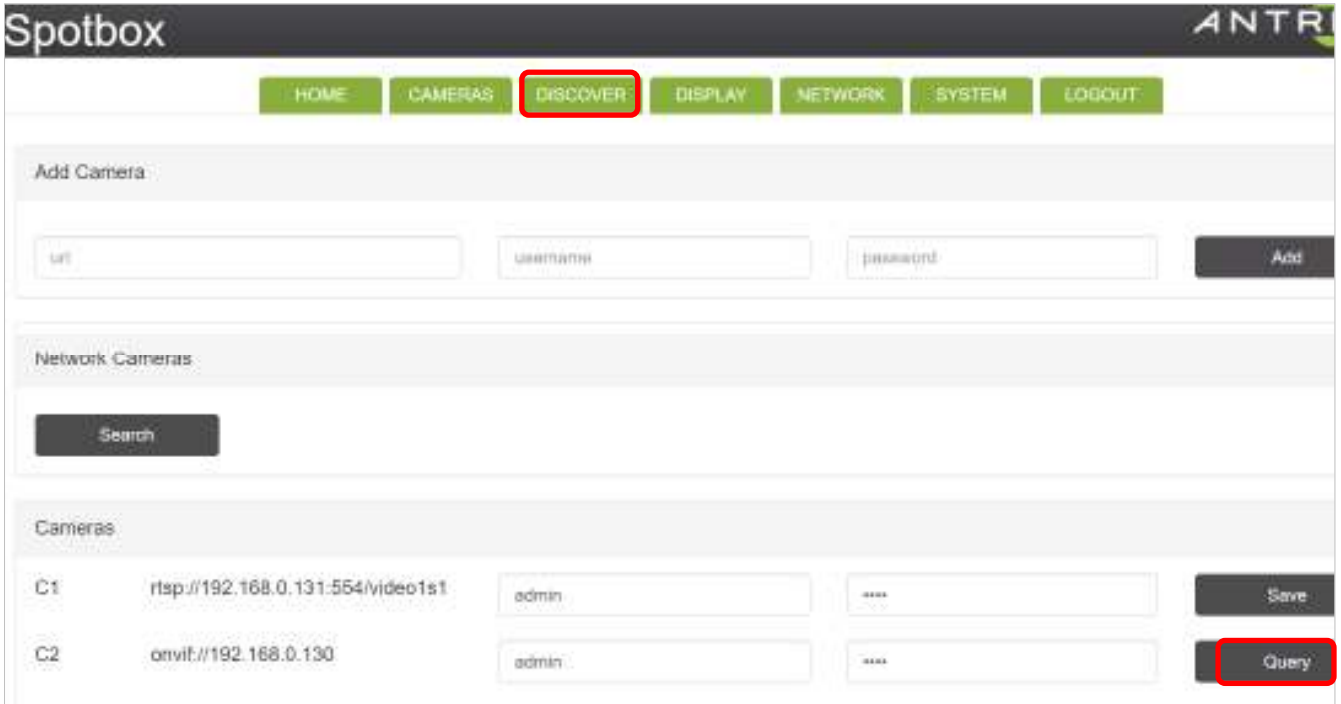 Spotbox ANTR
HOME CAMERAS DISCOVER DISPLAY NETWORK SYSTEM LOGOUT
Add Camera
url username password Add
Network Cameras
Search
Cameras
C1 rtsp://192.168.0.131:554/video1s1 admin •••• Save
C2 onvif://192.168.0.130 admin •••• Query